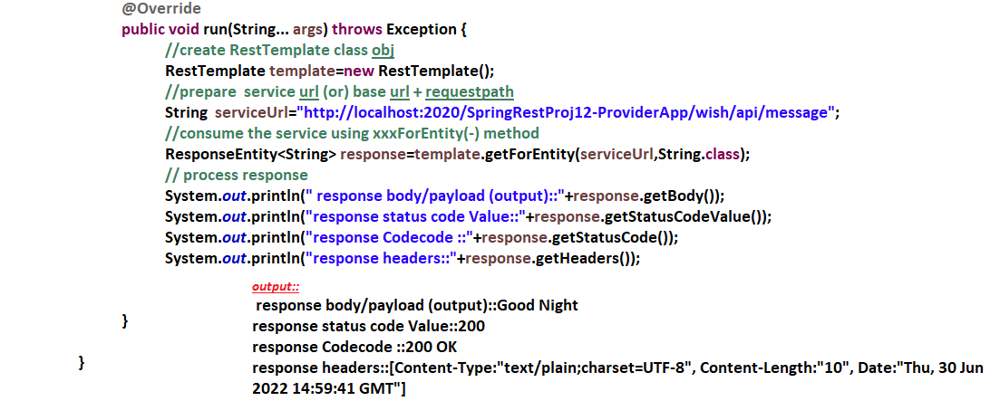 @Override
public void run(String... args) throws Exception {
//create RestTemplate class obj
RestTemplate template=new RestTemplate();
//prepare  service url (or) base url + requestpath
String  serviceUrl="http://localhost:2020/SpringRestProj12-ProviderApp/wish/api/message";
//consume the service using xxxForEntity(-) method
ResponseEntity<String> response=template.getForEntity(serviceUrl,String.class);
// process response
System.out.println(" response body/payload (output)::"+response.getBody());
System.out.println("response status code Value::"+response.getStatusCodeValue());
System.out.println("response Codecode ::"+response.getStatusCode());
System.out.println("response headers::"+response.getHeaders());
output::
response body/payload (output)::Good Night
}
response status code Value::200
response Codecode ::200 OK
}
response headers::[Content-Type:"text/plain;charset=UTF-8", Content-Length:"10", Date:"Thu, 30 Jun
2022 14:59:41 GMT"]